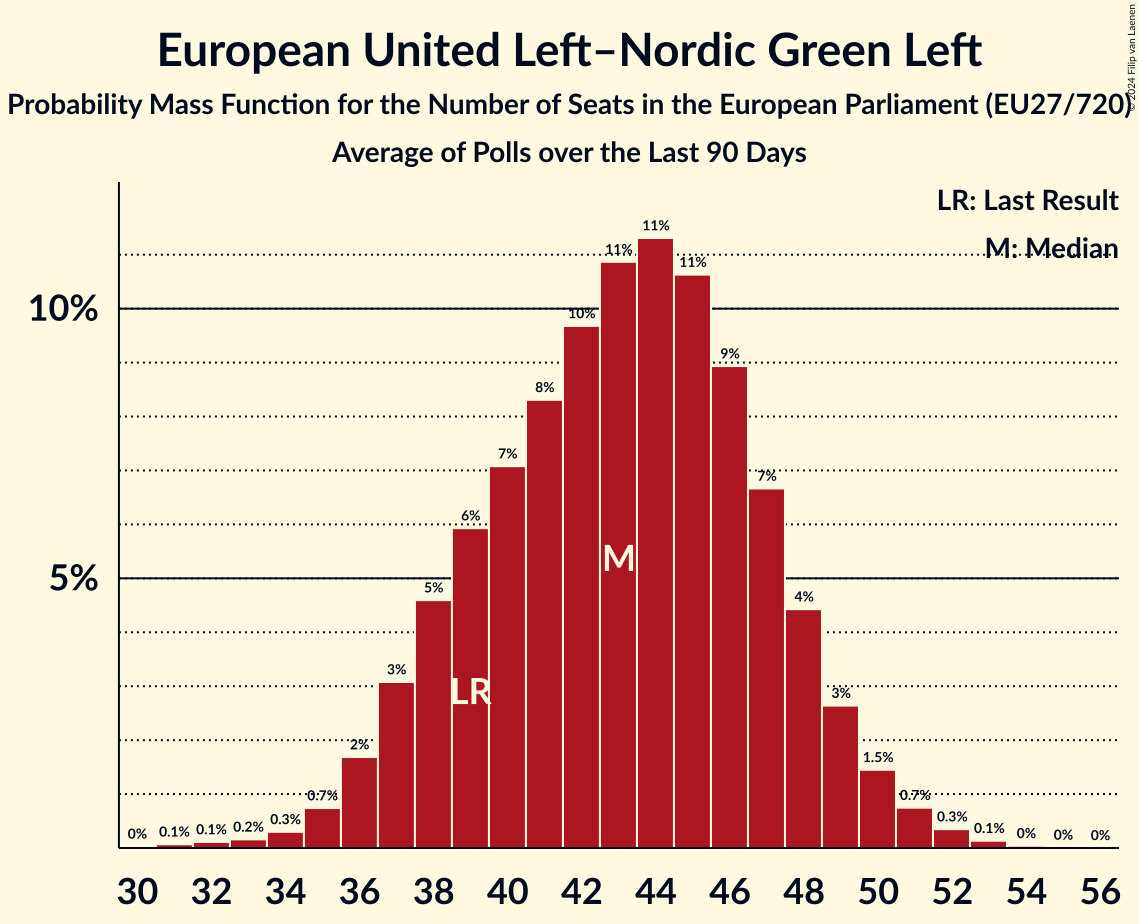 European United Left–Nordic Green Left
Probability Mass Function for the Number of Seats in the European Parliament (EU27/720)
Average of Polls over the Last 90 Days
© 2024 Filip van Laenen
LR: Last Result
M: Median
10%
5%
0% 0.1% 0.1% 0.2% 0.3% 0.7% 2% 3% 5% 6% 7% 8% 10% 11% 11% 11% 9% 7% 4% 3% 1.5% 0.7% 0.3% 0.1% 0% 0% 0%
LR
M
30 32 34 36 38 40 42 44 46 48 50 52 54 56